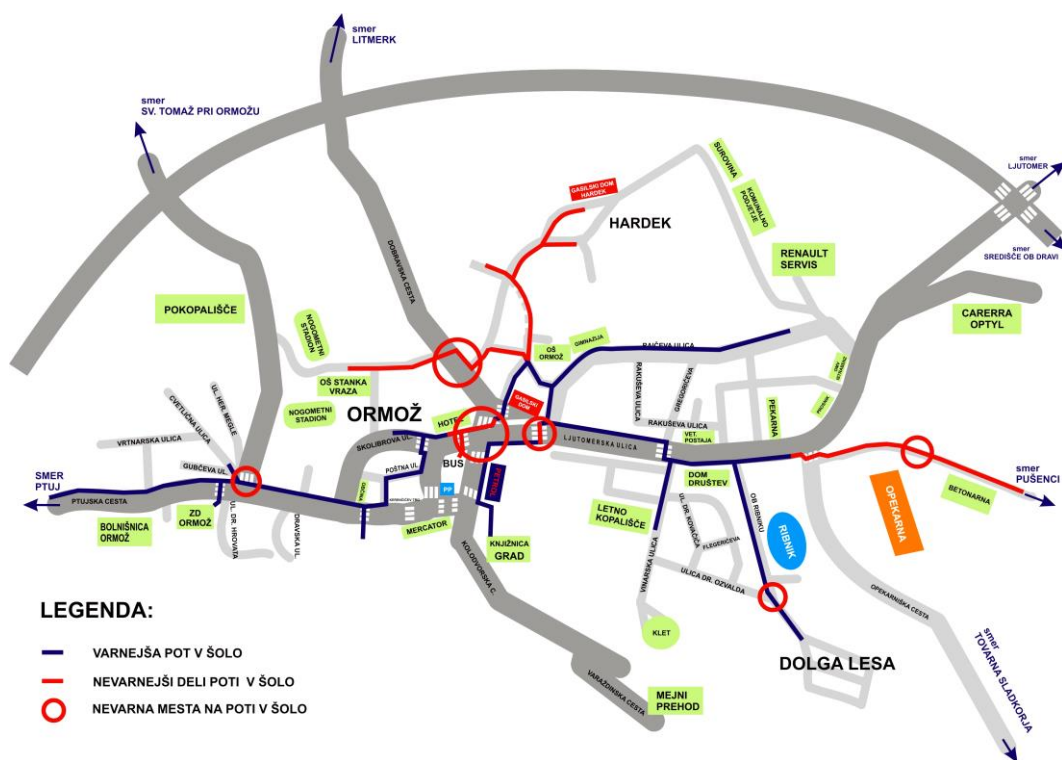 smer
LITMERK
smer
SV. TOMAŽ PRI ORMOŽU
SUROVINA
KOMUNALNO
PODJETJE
smer
LJUTOMER
GASILSKI DOM
HARDEK
HARDEK
RENAULT
SERVIS
smer
SREDIŠČE OB DRAVI
DOBRAVSKA CESTA
POKOPALIŠČE
CARERRA
OPTYL
NOGOMETNI
STADION
OŠ
ORMOŽ
GIMNAZIJA
RAIČEVA ULICA
OŠ STANKA
VRAZA
RAKUŠEVA ULICA
GREGORIČEVA
UL. HER. MEGLE
CVETLIČNA ULICA
NOGOMETNI
STADION
ORMOŽ
HOTEL
GASILSKI
DOM
RAKUŠEVA ULICA
PEKARNA
VRTNARSKA ULICA
SKOLIBROVA UL.
LJUTOMERSKA ULICA
VET.
POSTAJA
GUBČEVA UL.
POŠTNA UL.
BUS
PETROL
DOM
DRUŠTEV
SMER
PTUJ
PTUJSKA CESTA
OBČINA
PP
smer
PUŠENCI
BETONARNA
OPEKARNA
BOLNIŠNICA
ORMOŽ
ZD
ORMOŽ
UL. DR. HROVATA
DRAVSKA UL.
MERCATOR
LETNO
KOPALIŠČE
UL. DR. KOVAČIČA
OB RIBNIKU
RIBNIK
KNJIŽNICA
GRAD
FLEGERIČEVA
KOLODVORSKA C.
VINARSKA ULICA
ULICA DR. OZVALDA
OPEKARNIŠKA CESTA
LEGENDA:
KLET
VARNEJŠA POT V ŠOLO
DOLGA LESA
smer
TOVARNA SLADKORJA
NEVARNEJŠI DELI POTI V ŠOLO
NEVARNA MESTA NA POTI V ŠOLO
VARAŽDINSKA CESTA
MEJNI
PREHOD